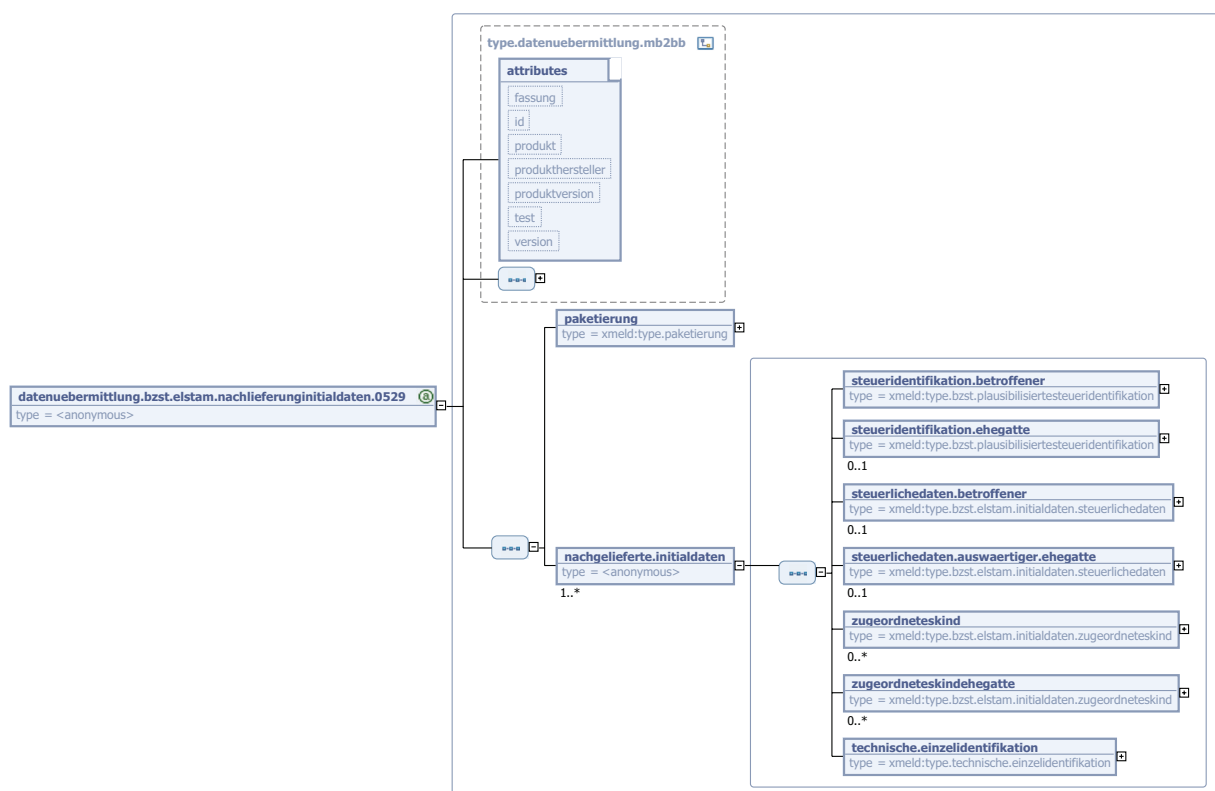 type.datenuebermittlung.mb2bb
attributes
fassung
id
produkt
produkthersteller
produktversion
test
version
paketierung
type = xmeld:type.paketierung
datenuebermittlung.bzst.elstam.nachlieferunginitialdaten.0529 a
type = <anonymous>
nachgelieferte.initialdaten
type = <anonymous>
1..*
steueridentifikation.betroffener
type = xmeld:type.bzst.plausibilisiertesteueridentifikation
steueridentifikation.ehegatte
type = xmeld:type.bzst.plausibilisiertesteueridentifikation
0..1
steuerlichedaten.betroffener
type = xmeld:type.bzst.elstam.initialdaten.steuerlichedaten
0..1
steuerlichedaten.auswaertiger.ehegatte
type = xmeld:type.bzst.elstam.initialdaten.steuerlichedaten
0..1
zugeordneteskind
type = xmeld:type.bzst.elstam.initialdaten.zugeordneteskind
0..*
zugeordneteskindehegatte
type = xmeld:type.bzst.elstam.initialdaten.zugeordneteskind
0..*
technische.einzelidentifikation
type = xmeld:type.technische.einzelidentifikation